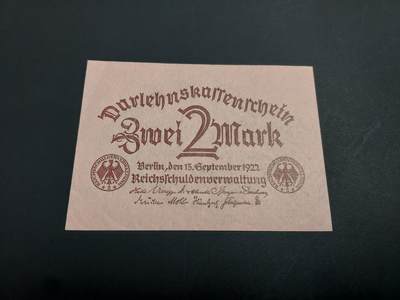 Darlehnskassenschein
Zwei 2 Mark
Berlin, den 15. September 1922
Reichsschuldenverwaltung